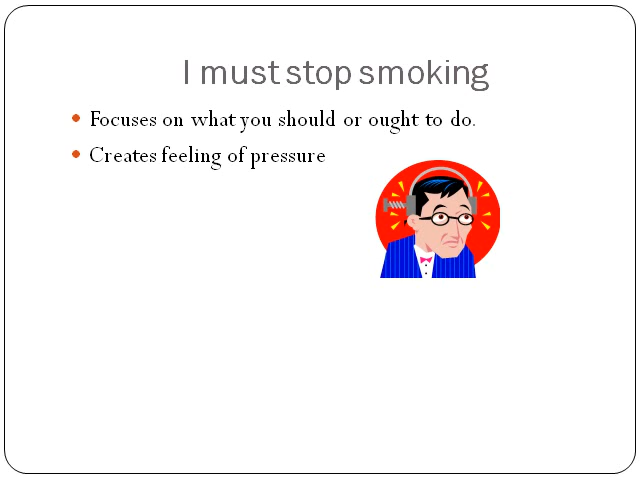 I must stop smoking
Focuses on what you should or ought to do.
Creates feeling of pressure